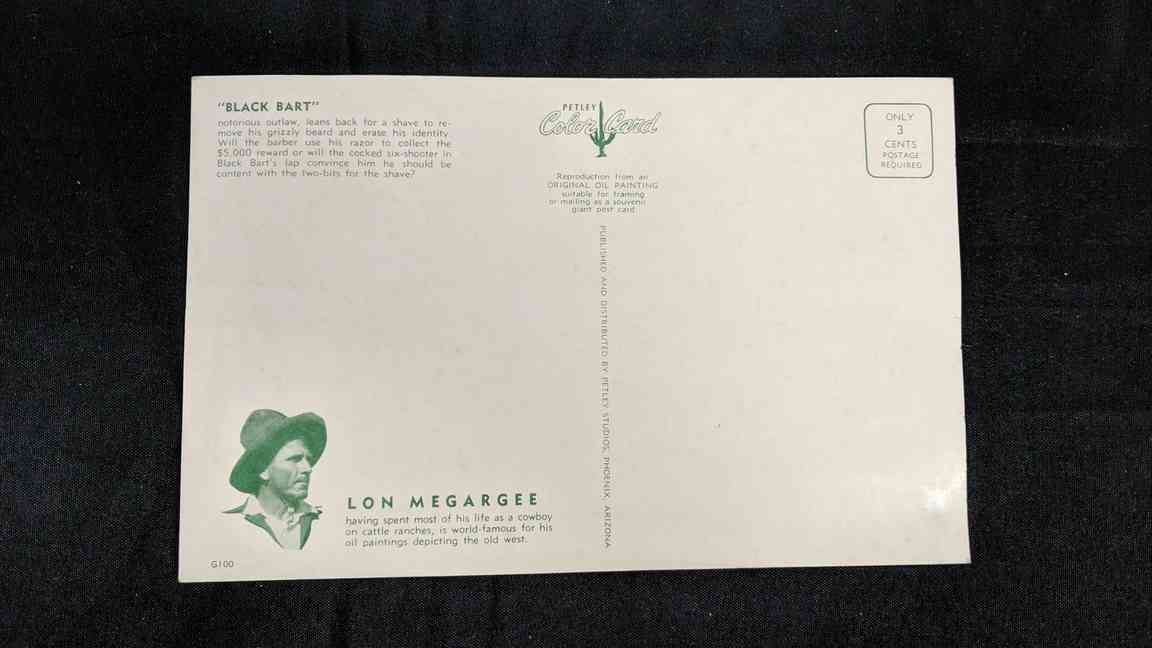 "BLACK BART"
notorious outlaw, leans back for a shave to re-
move his grizzly beard and erase his identity.
Will the barber use his razor to collect the
$5,000 reward or will the cocked six-shooter in
Black Bart's lap convince him he should be
content with the two-bits for the shave?
PETLEY
Color Card
Reproduction from an
ORIGINAL OIL PAINTING
suitable for framing
or mailing as a souvenir
giant post card
ONLY
3
CENTS
POSTAGE
REQUIRED
PUBLISHED AND DISTRIBUTED BY PETLEY STUDIOS, PHOENIX, ARIZONA
LON MEGARGEE
having spent most of his life as a cowboy
on cattle ranches, is world-famous for his
oil paintings depicting the old west.
G100